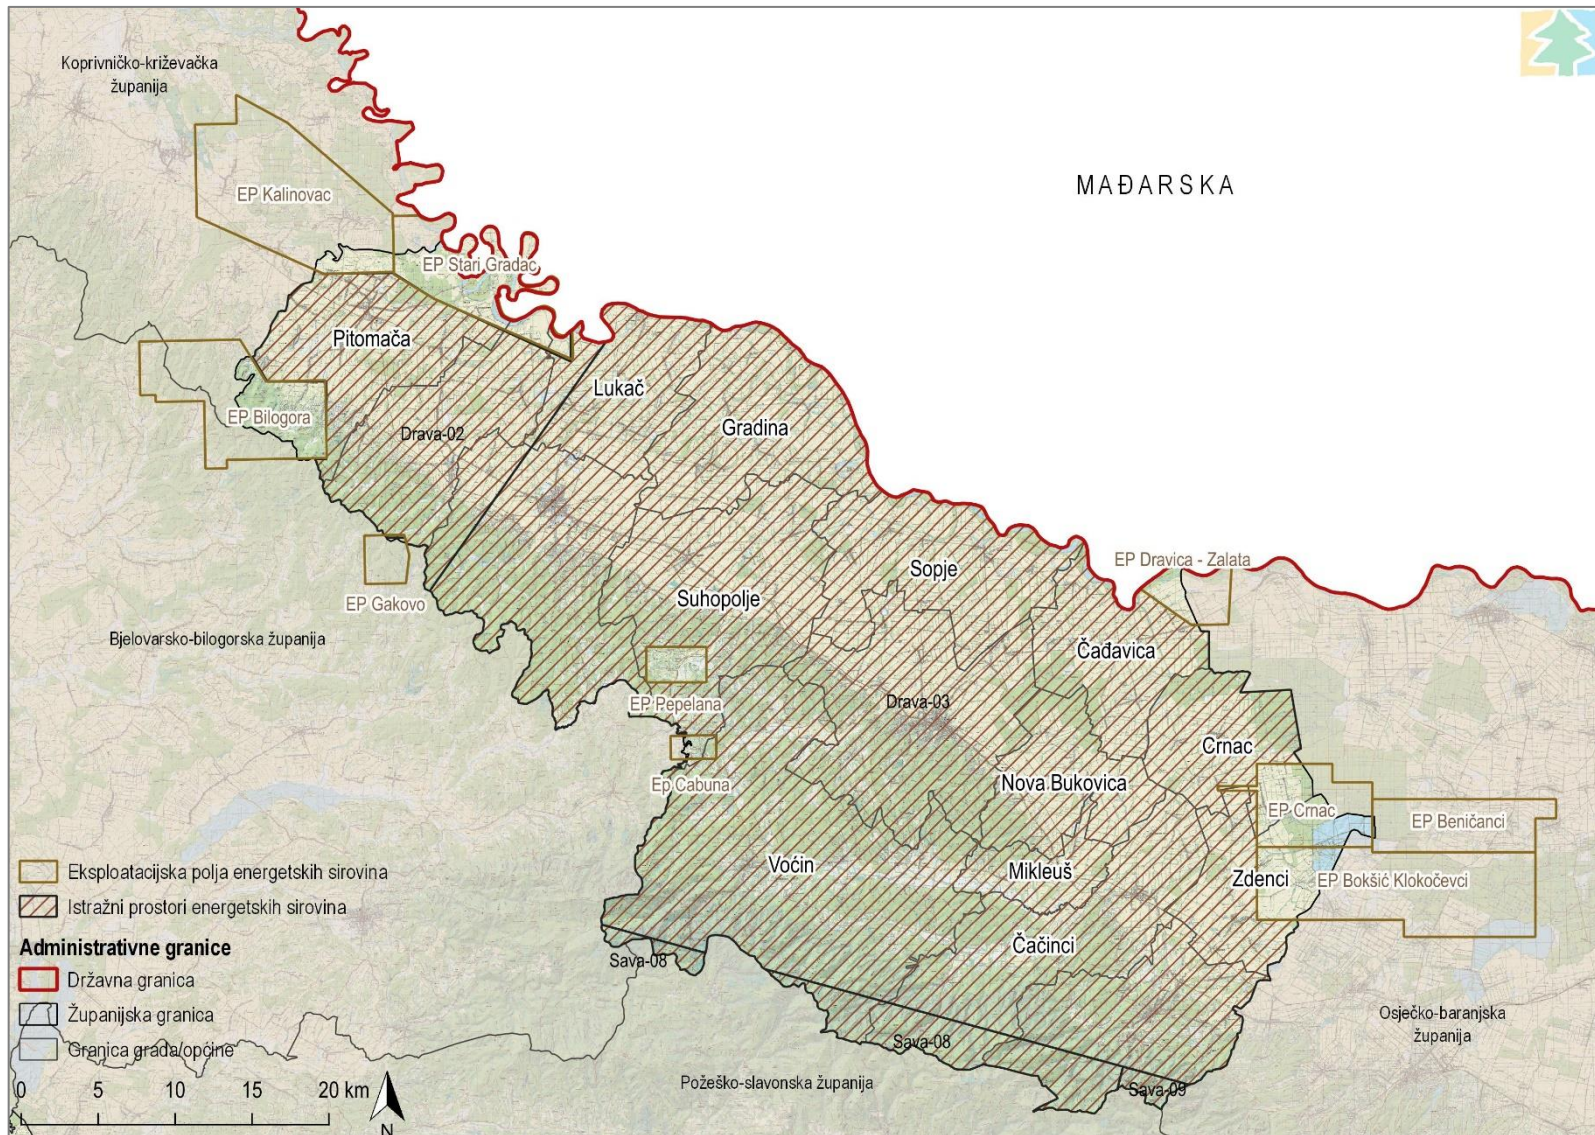 Koprivničko-križevačka
županija
MAĐARSKA
EP Kalinovac
EP Stari Gradac
Pitomača
Lukač
EP Bilogora
Gradina
Drava-02
EP Dravica - Zalata
Sopje
EP Gakovo
Suhopolje
Bjelovarsko-bilogorska županija
Čađavica
EP Pepelana
Drava-03
Crnac
Ep Cabuna
Nova Bukovica
EP Crnac
EP Beničanci
Voćin
Mikleuš
Zdenci
EP Bokšić Klokočevci
Čačinci
Sava-08
Osječko-baranjska
županija
Sava-08
Požeško-slavonska županija
Sava-09
Eksploatacijska polja energetskih sirovina
Istražni prostori energetskih sirovina
Administrativne granice
Državna granica
Županijska granica
Granica grada/općine
0 5 10 15 20 km
N